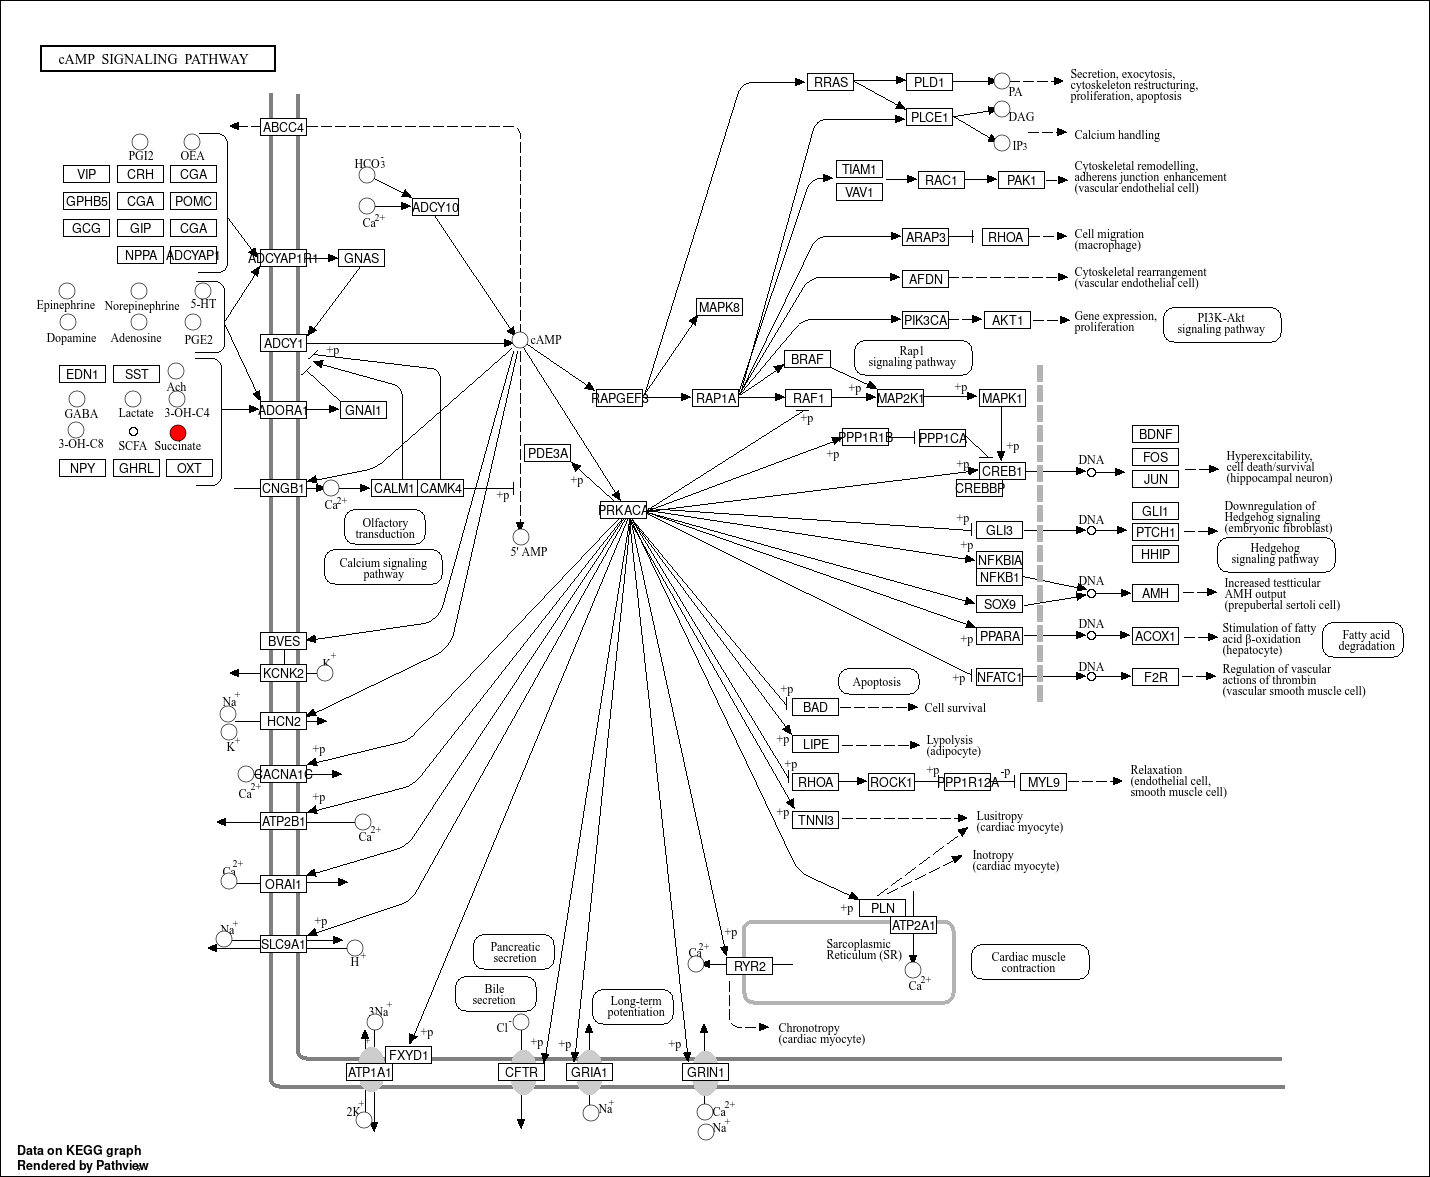 cAMP SIGNALING PATHWAY
ABCC4
PGI2
OEA
VIP
CRH
CGA
GPHB5
CGA
POMC
GCG
GIP
CGA
NPPA
ADCYAP1
ADCYAP1R1
GNAS
HCO3-
Ca2+
ADCY10
Epinephrine
Norepinephrine
5-HT
Dopamine
Adenosine
PGE2
ADCY1
+p
cAMP
EDN1
SST
Ach
GABA
Lactate
3-OH-C4
3-OH-C8
SCFA
Succinate
NPY
GHRL
OXT
ADORA1
GNAI1
CNGB1
Ca2+
CALM1
CAMK4
+p
Olfactory
transduction
Calcium signaling
pathway
5' AMP
PDE3A
+p
PRKACA
RAPGEF3
MAPK8
RAP1A
RRAS
PLD1
PA
Secretion, exocytosis,
cytoskeleton restructuring,
proliferation, apoptosis
PLCE1
DAG
IP3
Calcium handling
TIAM1
VAV1
RAC1
PAK1
Cytoskeletal remodelling,
adherens junction enhancement
(vascular endothelial cell)
ARAP3
RHOA
Cell migration
(macrophage)
AFDN
Cytoskeletal rearrangement
(vascular endothelial cell)
PIK3CA
AKT1
Gene expression,
proliferation
PI3K-Akt
signaling pathway
BRAF
Rap1
signaling pathway
RAF1
+p
MAP2K1
+p
MAPK1
+p
+p
PPP1R1B
+p
PPP1CA
+p
CREB1
CREBBP
DNA
BDNF
FOS
JUN
Hyperexcitability,
cell death/survival
(hippocampal neuron)
+p
GLI3
DNA
GLI1
PTCH1
HHIP
Downregulation of
Hedgehog signaling
(embryonic fibroblast)
Hedgehog
signaling pathway
+p
NFKBIA
NFKB1
SOX9
DNA
AMH
Increased testticular
AMH output
(prepubertal sertoli cell)
+p
PPARA
DNA
ACOX1
Stimulation of fatty
acid β-oxidation
(hepatocyte)
Fatty acid
degradation
+p
NFATC1
DNA
F2R
Regulation of vascular
actions of thrombin
(vascular smooth muscle cell)
Apoptosis
+p
BAD
Cell survival
+p
LIPE
Lypolysis
(adipocyte)
+p
RHOA
ROCK1
+p
PPP1R12A
-p
MYL9
Relaxation
(endothelial cell,
smooth muscle cell)
+p
TNNI3
Lusitropy
(cardiac myocyte)
Inotropy
(cardiac myocyte)
+p
PLN
ATP2A1
Sarcoplasmic
Reticulum (SR)
Ca2+
Cardiac muscle
contraction
+p
Ca2+
RYR2
Chronotropy
(cardiac myocyte)
BVES
KCNK2
K+
Na+
HCN2
K+
+p
CACNA1C
Ca2+
+p
ATP2B1
Ca2+
Ca2+
ORAI1
+p
Na+
SLC9A1
H+
Pancreatic
secretion
Bile
secretion
Long-term
potentiation
3Na+
+p
FXYD1
ATP1A1
2K+
Cl-
+p
CFTR
+p
GRIA1
Na+
+p
GRIN1
Ca2+
Na+
Data on KEGG graph
Rendered by Pathview